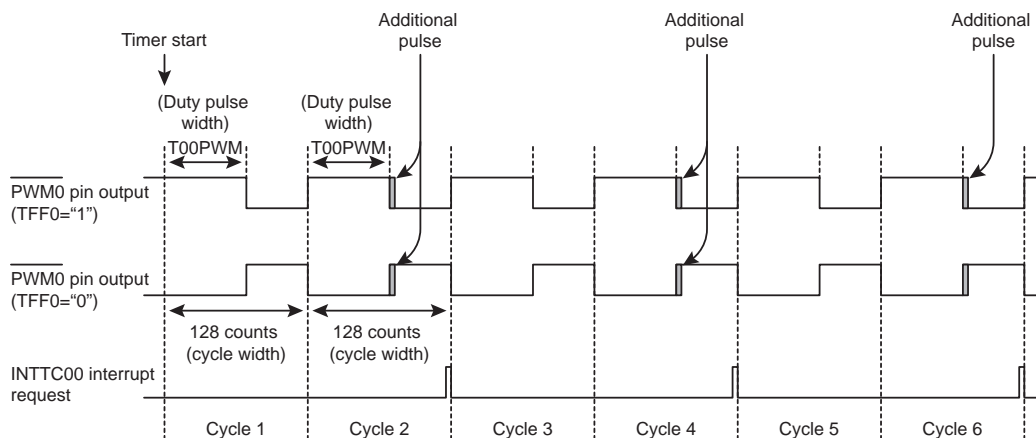 Additional
pulse
Additional
pulse
Additional
pulse
Timer start
(Duty pulse
width)
T00PWM
(Duty pulse
width)
T00PWM
PWM0 pin output
(TFF0=“1”)
PWM0 pin output
(TFF0=“0”)
128 counts
(cycle width)
128 counts
(cycle width)
INTTC00 interrupt
request
Cycle 1
Cycle 2
Cycle 3
Cycle 4
Cycle 5
Cycle 6